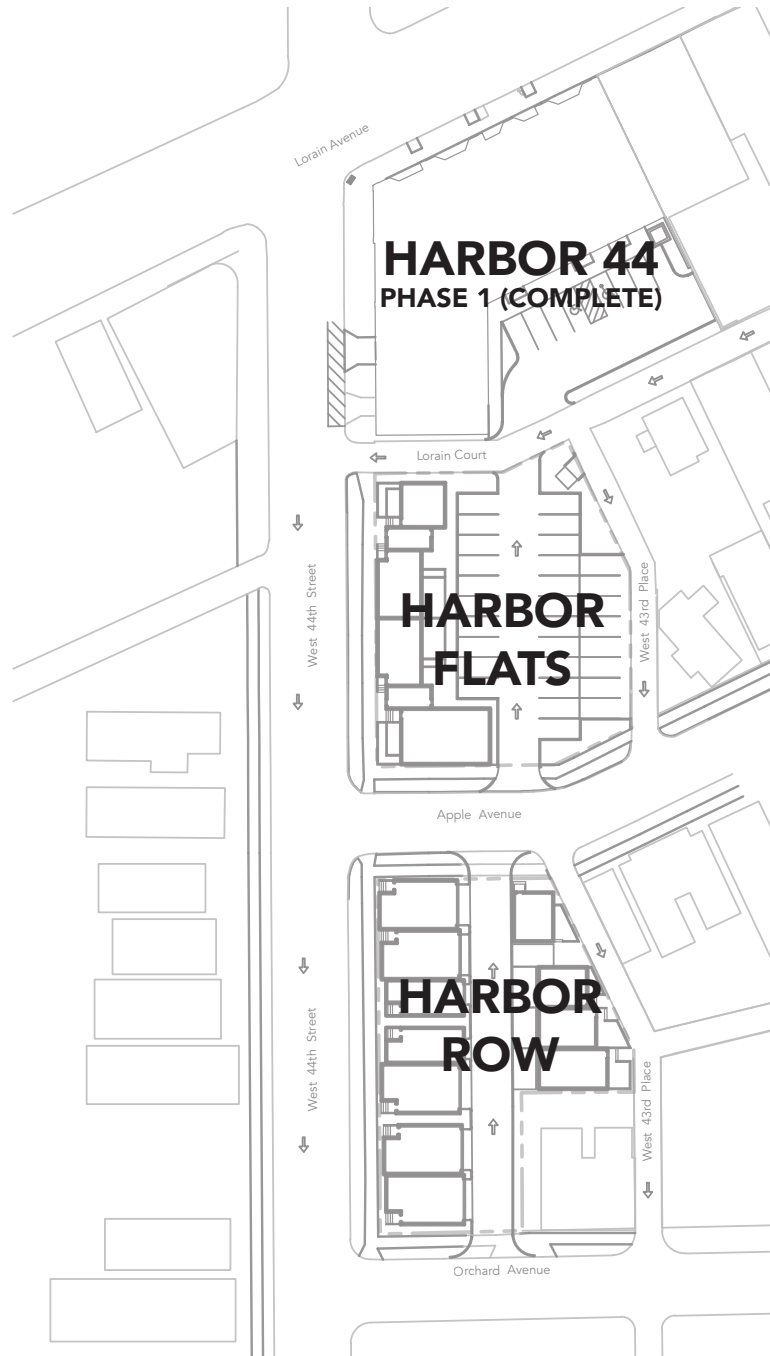 Lorain Avenue
HARBOR 44
PHASE 1 (COMPLETE)
Lorain Court
West 44th Street
HARBOR
FLATS
West 43rd Place
Apple Avenue
HARBOR
ROW
West 44th Street
West 43rd Place
Orchard Avenue